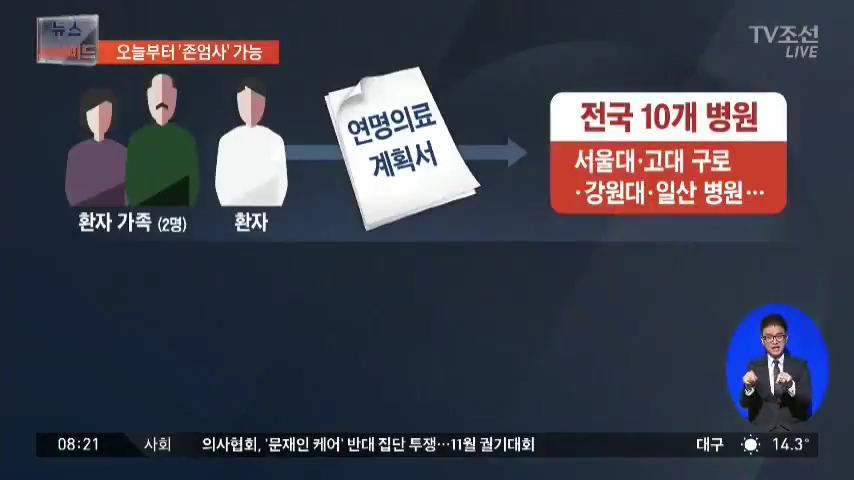 뉴스
오늘부터 '존엄사' 가능
TV조선
LIVE
연명의료
계획서
전국 10개 병원
서울대·고대 구로
·강원대·일산 병원…
환자 가족 (2명)
환자
08:21 사회 의사협회, '문재인 케어' 반대 집단 투쟁…11월 궐기대회 대구 14.3°